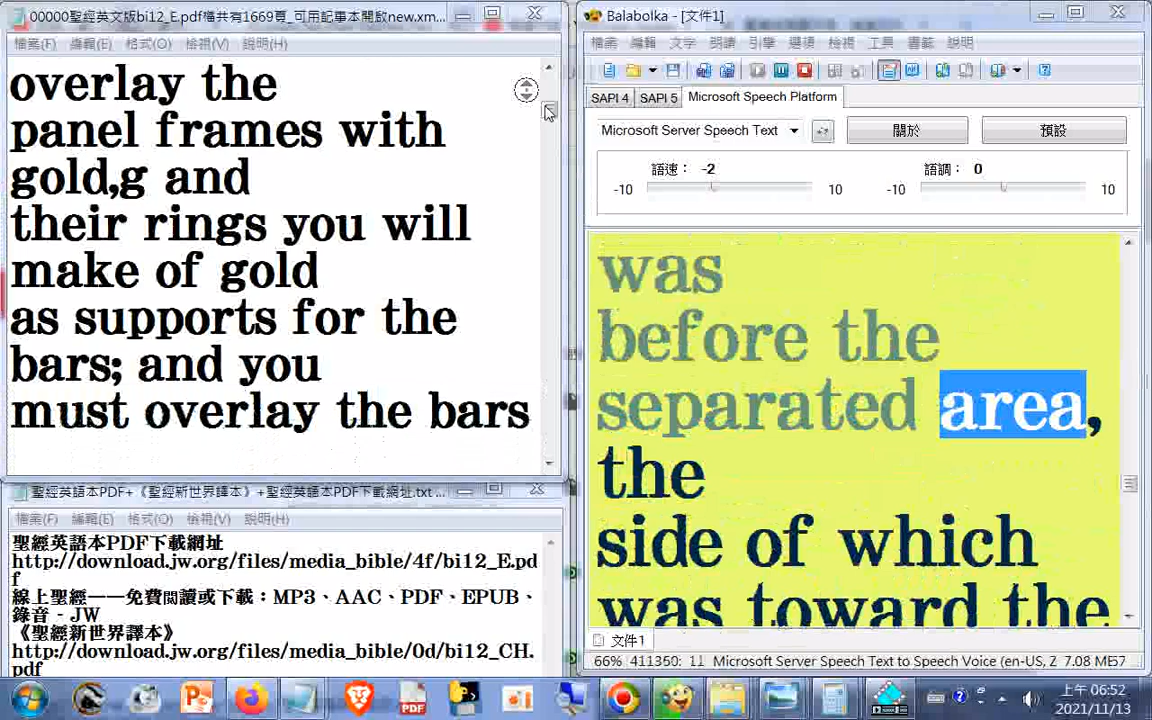 00000聖經英文版bi12_E.pdf檔共有1669頁_可用記事本開啟new.xm...
檔案(F) 編輯(E) 格式(O) 檢視(V) 說明(H)
overlay the
panel frames with
gold,g and
their rings you will
make of gold
as supports for the
bars; and you
must overlay the bars
聖經英語本PDF+《聖經新世界譯本》+聖經英語本PDF下載網址.txt ...
檔案(F) 編輯(E) 格式(O) 檢視(V) 說明(H)
聖經英語本PDF下載網址
http://download.jw.org/files/media_bible/4f/bi12_E.pd
f
線上聖經——免費閱讀或下載：MP3、AAC、PDF、EPUB、
錄音 - JW
《聖經新世界譯本》
http://download.jw.org/files/media_bible/0d/bi12_CH.
pdf
Balabolka - [文件1]
檔案 編輯 文字 朗讀 引擎 選項 檢視 工具 書籤 說明
SAPI 4 SAPI 5 Microsoft Speech Platform
Microsoft Server Speech Text 關於 預設
語速： -2 語調： 0
-10 10 -10 10
was
before the
separated area,
the
side of which
was toward the
文件1
66% 411350: 11 Microsoft Server Speech Text to Speech Voice (en-US, Z 7.08 MB
PDF
上午 06:52
2021/11/13